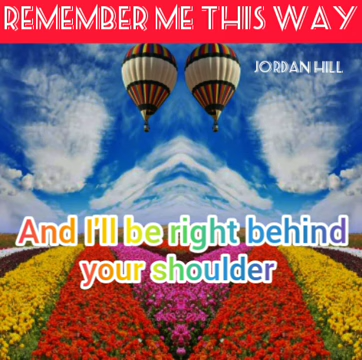 REMEMBER ME THIS WAY
JORDAN HILL
And I'll be right behind
your shoulder